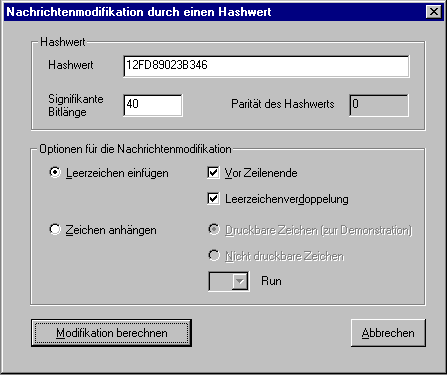 Nachrichtenmodifikation durch einen Hashwert
Hashwert
Hashwert 12FD89023B346
Signifikante Bitlänge 40 Parität des Hashwerts 0
Optionen für die Nachrichtenmodifikation
Leerzeichen einfügen Vor Zeilenende
Leerzeichenverdoppelung
Zeichen anhängen Druckbare Zeichen (zur Demonstration)
Nicht druckbare Zeichen
Run
Modifikation berechnen Abbrechen